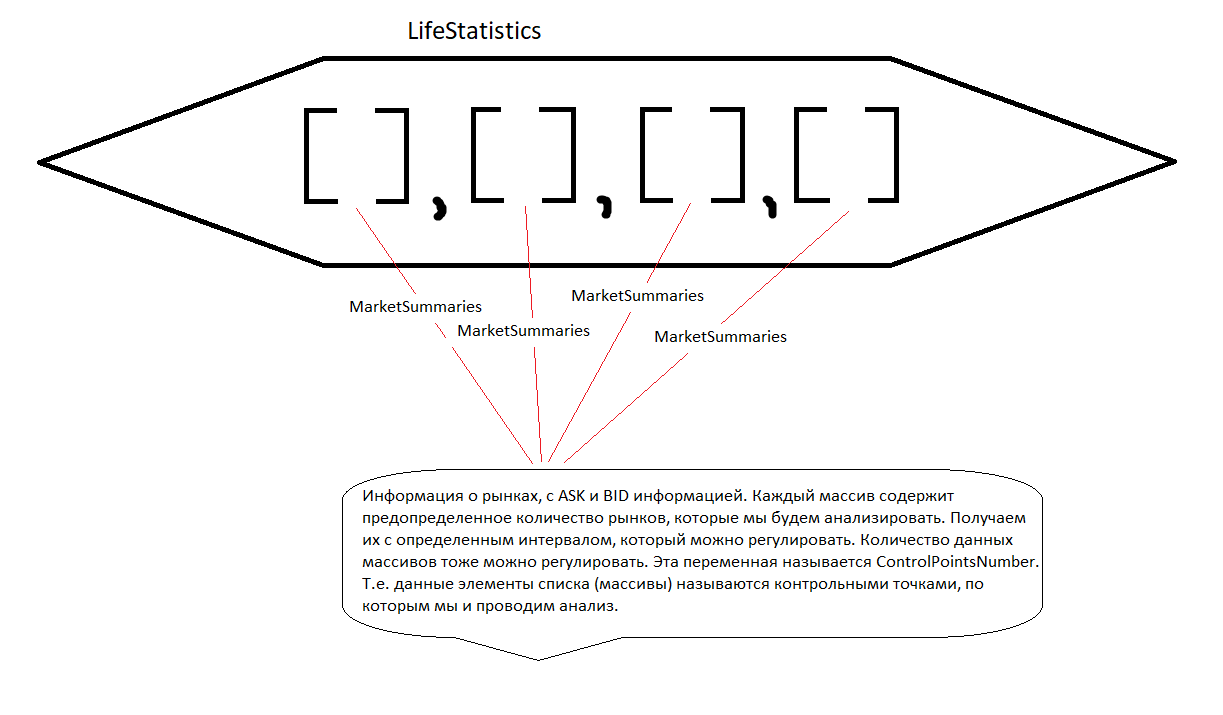 LifeStatistics
[ ] , [ ] , [ ] , [ ]
MarketSummaries
MarketSummaries
MarketSummaries
MarketSummaries
Информация о рынках, с ASK и BID информацией. Каждый массив содержит
предопределенное количество рынков, которые мы будем анализировать. Получаем
их с определенным интервалом, который можно регулировать. Количество данных
массивов тоже можно регулировать. Эта переменная называется ControlPointsNumber.
Т.е. данные элементы списка (массивы) называются контрольными точками, по
которым мы и проводим анализ.